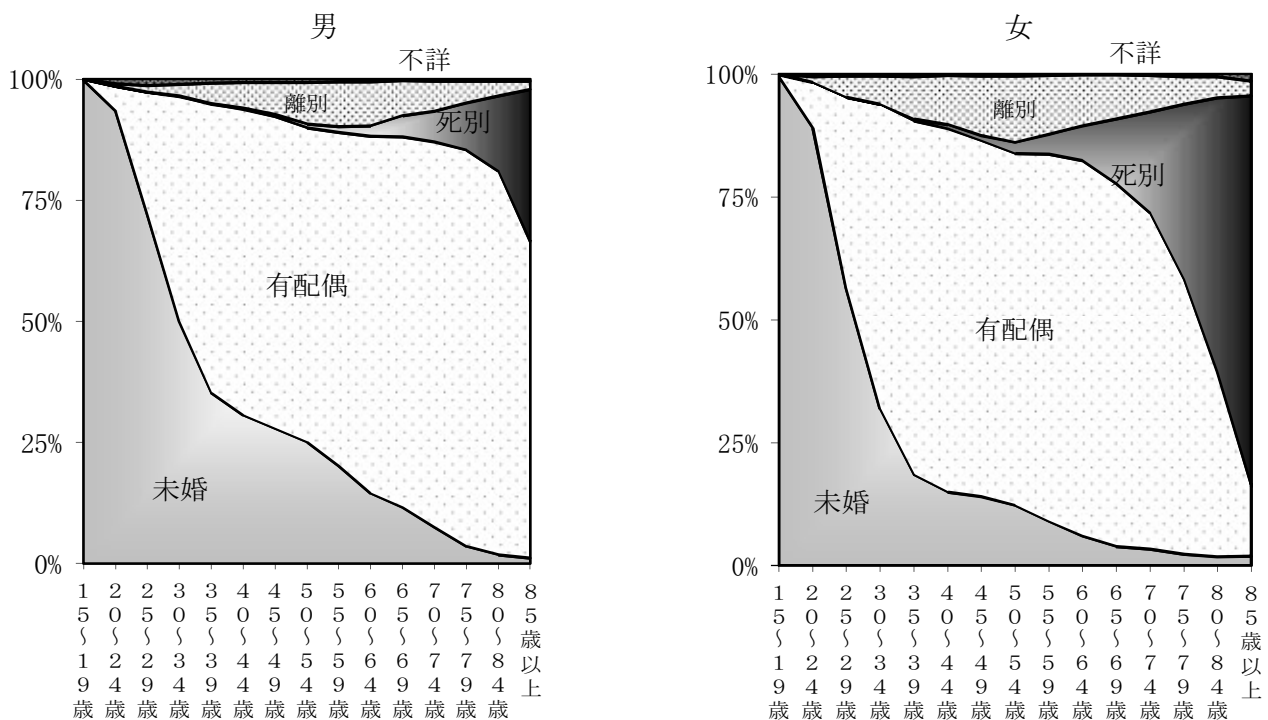 男
不詳
100%
離別
死別
75%
有配偶
50%
25%
未婚
0%
15～19歳
20～24歳
25～29歳
30～34歳
35～39歳
40～44歳
45～49歳
50～54歳
55～59歳
60～64歳
65～69歳
70～74歳
75～79歳
80～84歳
85歳以上
女
不詳
100%
離別
死別
75%
有配偶
50%
25%
未婚
0%
15～19歳
20～24歳
25～29歳
30～34歳
35～39歳
40～44歳
45～49歳
50～54歳
55～59歳
60～64歳
65～69歳
70～74歳
75～79歳
80～84歳
85歳以上